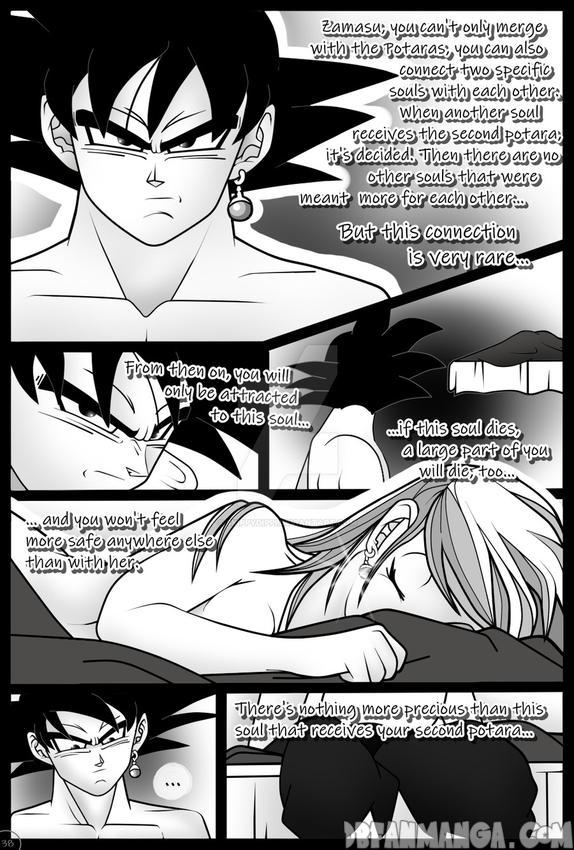 Zamasu; you can't only merge
with the Potaras; you can also
connect two specific
souls with each other.
When another soul
receives the second potara;
it's decided. Then there are no
other souls that were
meant more for each other...
But this connection
is very rare...
From then on, you will
only be attracted
to this soul...
...if this soul dies,
a large part of you
will die, too...
... and you won't feel
more safe anywhere else
than with her.
...
There's nothing more precious than this
soul that receives your second potara...
38
DBFANMANGA.COM